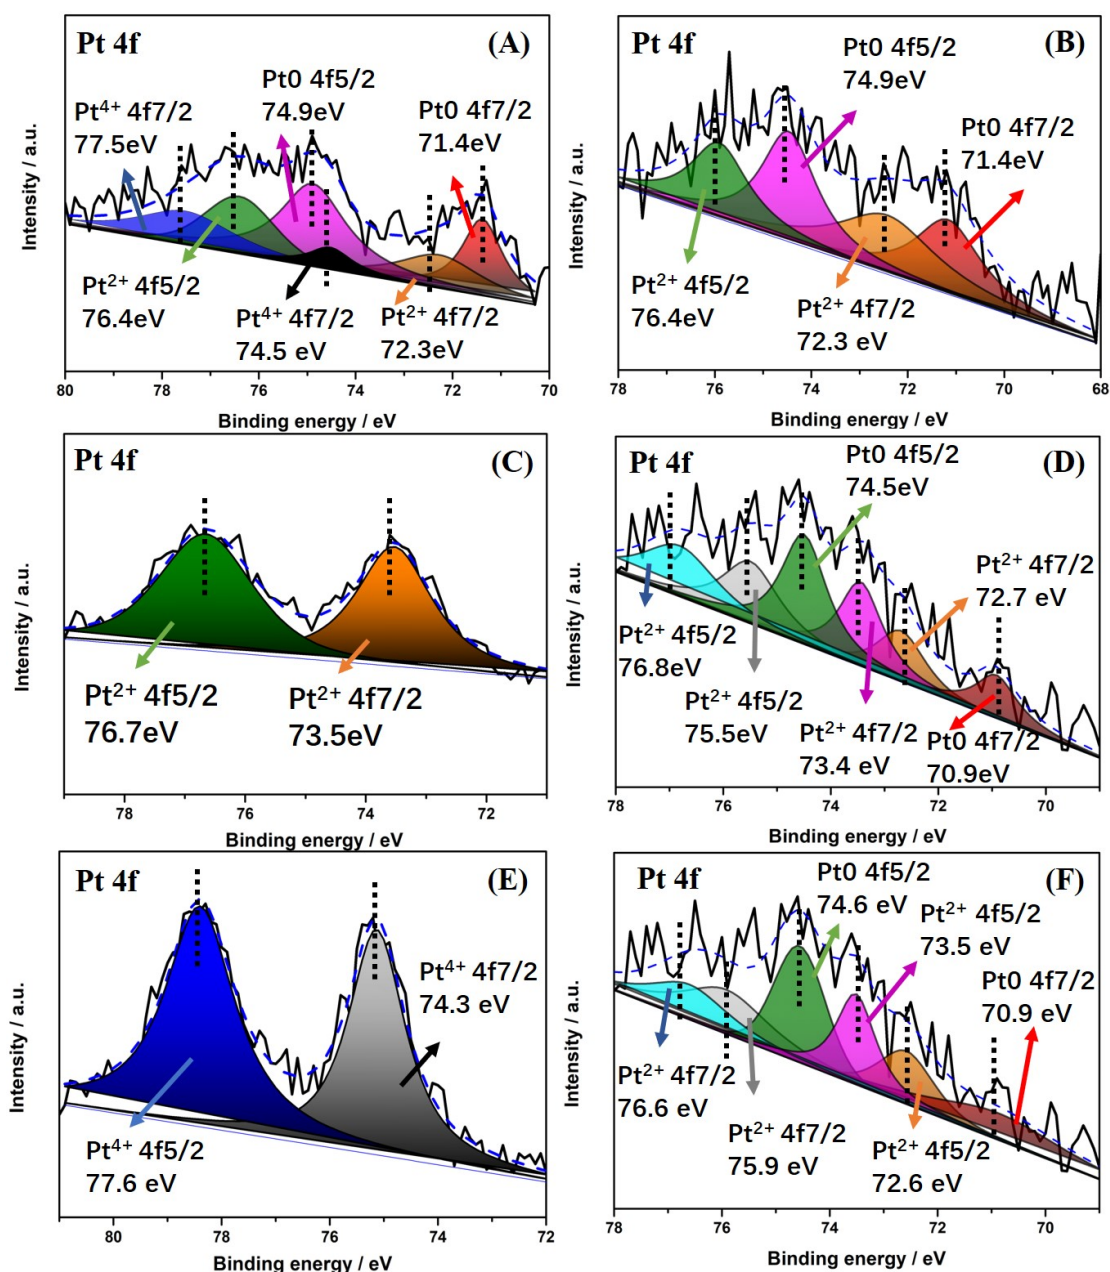 Pt 4f
(A)
Pt⁴⁺ 4f7/2
77.5eV
Pt0 4f5/2
74.9eV
Pt0 4f7/2
71.4eV
Pt²⁺ 4f5/2
76.4eV
Pt⁴⁺ 4f7/2
74.5 eV
Pt²⁺ 4f7/2
72.3eV
Intensity / a.u.
80 78 76 74 72 70
Binding energy / eV
Pt 4f
(B)
Pt0 4f5/2
74.9eV
Pt0 4f7/2
71.4eV
Pt²⁺ 4f5/2
76.4eV
Pt²⁺ 4f7/2
72.3 eV
Intensity / a.u.
78 76 74 72 70 68
Binding energy / eV
Pt 4f
(C)
Pt²⁺ 4f5/2
76.7eV
Pt²⁺ 4f7/2
73.5eV
Intensity / a.u.
78 76 74 72
Binding energy / eV
Pt 4f
(D)
Pt0 4f5/2
74.5eV
Pt²⁺ 4f7/2
72.7 eV
Pt²⁺ 4f5/2
76.8eV
Pt²⁺ 4f5/2
75.5eV
Pt²⁺ 4f7/2
73.4 eV
Pt0 4f7/2
70.9eV
Intensity / a.u.
78 76 74 72 70
Binding energy / eV
Pt 4f
(E)
Pt⁴⁺ 4f7/2
74.3 eV
Pt⁴⁺ 4f5/2
77.6 eV
Intensity / a.u.
80 78 76 74 72
Binding energy / eV
Pt 4f
(F)
Pt0 4f5/2
74.6 eV
Pt²⁺ 4f5/2
73.5 eV
Pt0 4f7/2
70.9 eV
Pt²⁺ 4f7/2
76.6 eV
Pt²⁺ 4f7/2
75.9 eV
Pt²⁺ 4f5/2
72.6 eV
Intensity / a.u.
78 76 74 72 70
Binding energy / eV